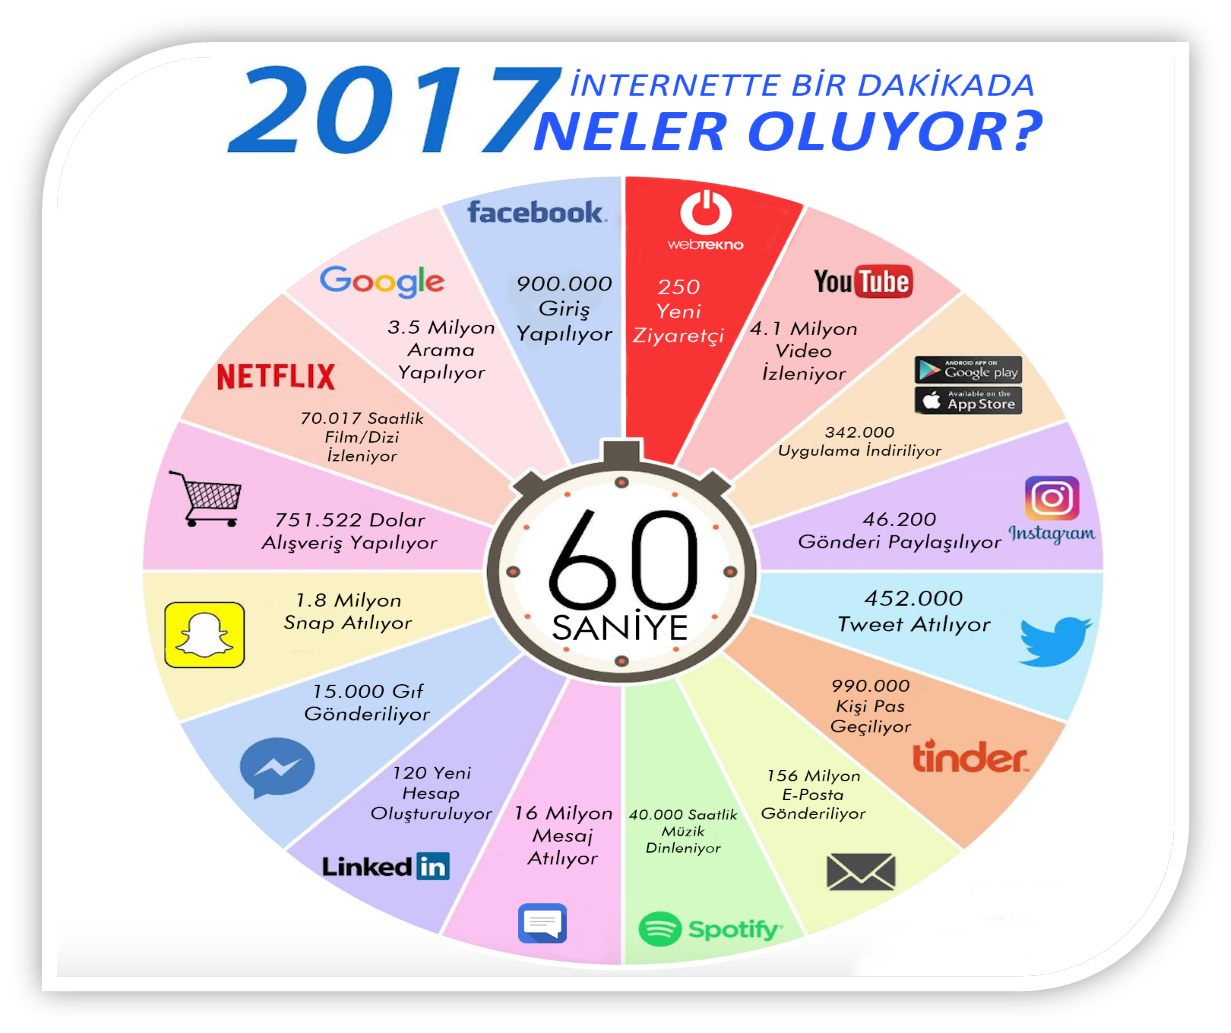 2017
İNTERNETTE BİR DAKİKADA
NELER OLUYOR?
facebook.
900.000
Giriş
Yapılıyor
webTEKNO
250
Yeni
Ziyaretçi
YouTube
4.1 Milyon
Video
İzleniyor
ANDROID APP ON
Google play
Available on the
App Store
342.000
Uygulama İndiriliyor
46.200
Gönderi Paylaşılıyor
Instagram
452.000
Tweet Atılıyor
990.000
Kişi Pas
Geçiliyor
tinder
156 Milyon
E-Posta
Gönderiliyor
40.000 Saatlik
Müzik
Dinleniyor
Spotify
16 Milyon
Mesaj
Atılıyor
120 Yeni
Hesap
Oluşturuluyor
Linked in
15.000 Gıf
Gönderiliyor
1.8 Milyon
Snap Atılıyor
751.522 Dolar
Alışveriş Yapılıyor
NETFLIX
70.017 Saatlik
Film/Dizi
İzleniyor
Google
3.5 Milyon
Arama
Yapılıyor
60
SANİYE